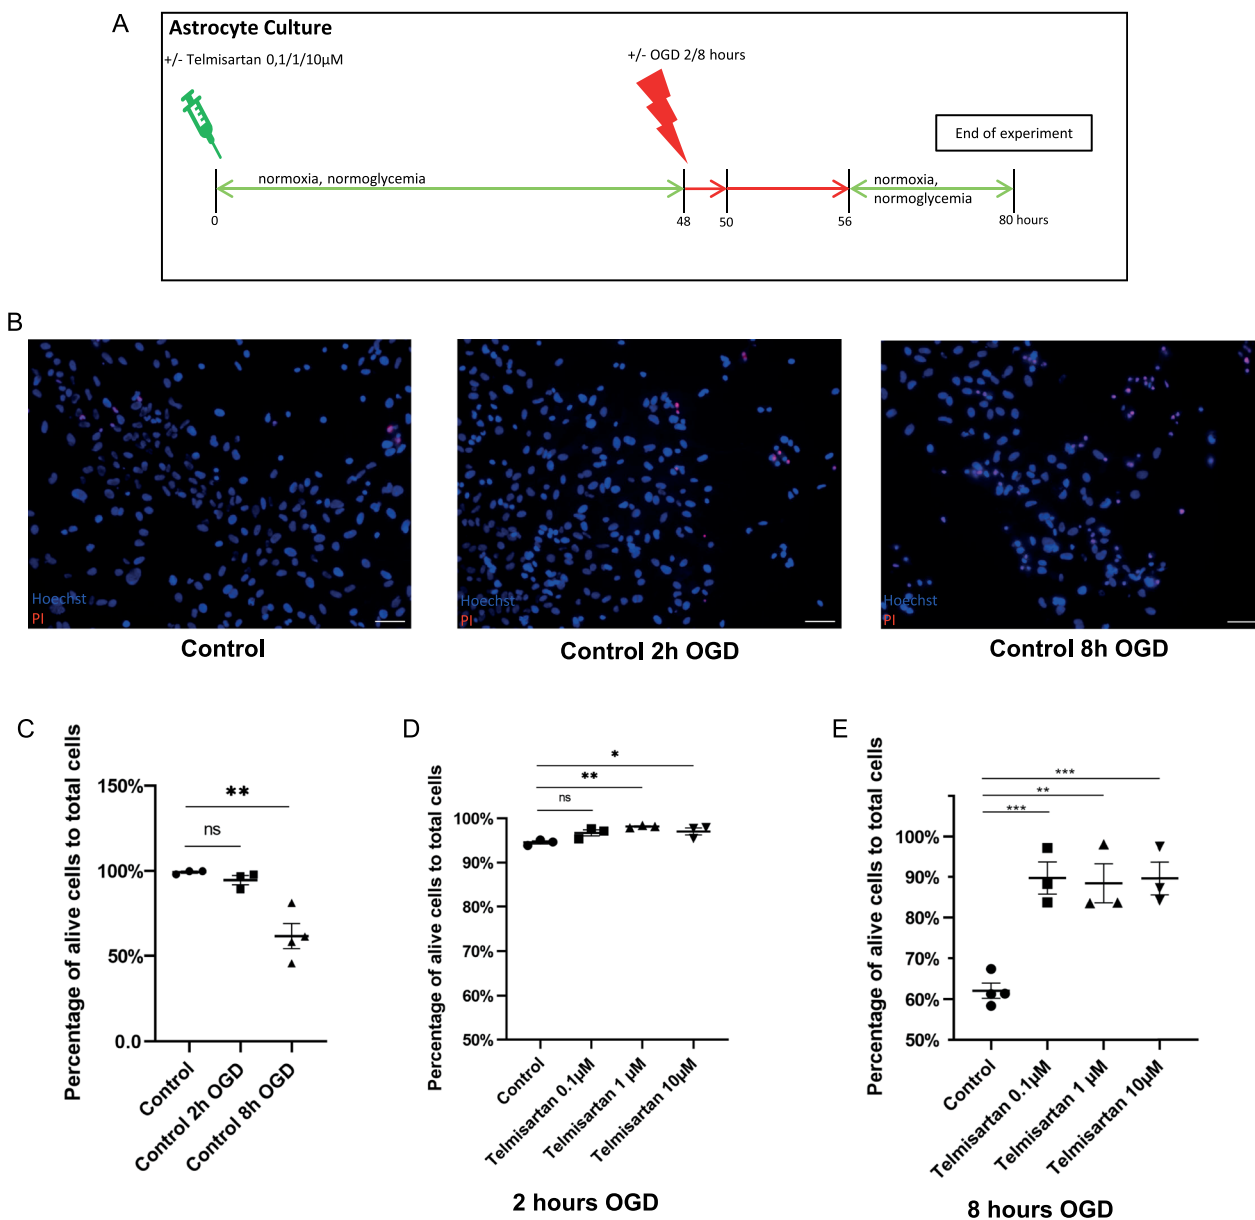 A
Astrocyte Culture
+/- Telmisartan 0,1/1/10µM
+/- OGD 2/8 hours
End of experiment
normoxia, normoglycemia
normoxia,
normoglycemia
0
48
50
56
80 hours
B
Hoechst
PI
Control
Hoechst
PI
Control 2h OGD
Hoechst
PI
Control 8h OGD
C
Percentage of alive cells to total cells
150%
100%
50%
0.0
**
ns
Control
Control 2h OGD
Control 8h OGD
D
Percentage of alive cells to total cells
100%
90%
80%
70%
60%
50%
*
**
ns
Control
Telmisartan 0.1µM
Telmisartan 1 µM
Telmisartan 10µM
2 hours OGD
E
Percentage of alive cells to total cells
100%
90%
80%
70%
60%
50%
***
**
***
Control
Telmisartan 0.1µM
Telmisartan 1 µM
Telmisartan 10µM
8 hours OGD